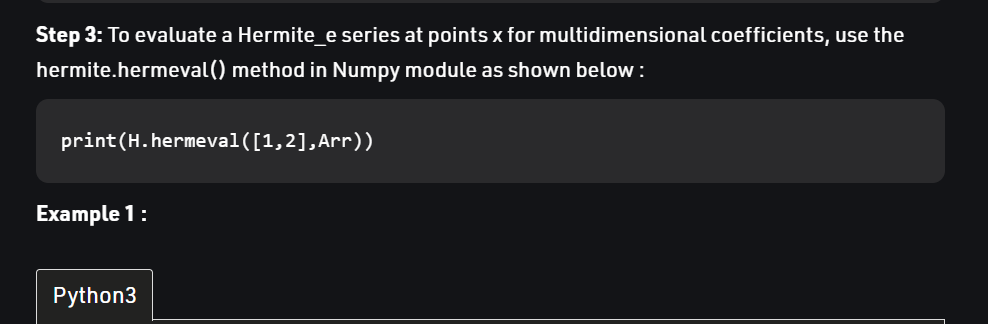 Step 3: To evaluate a Hermite_e series at points x for multidimensional coefficients, use the
hermite.hermeval() method in Numpy module as shown below :
print(H.hermeval([1,2],Arr))
Example 1 :
Python3